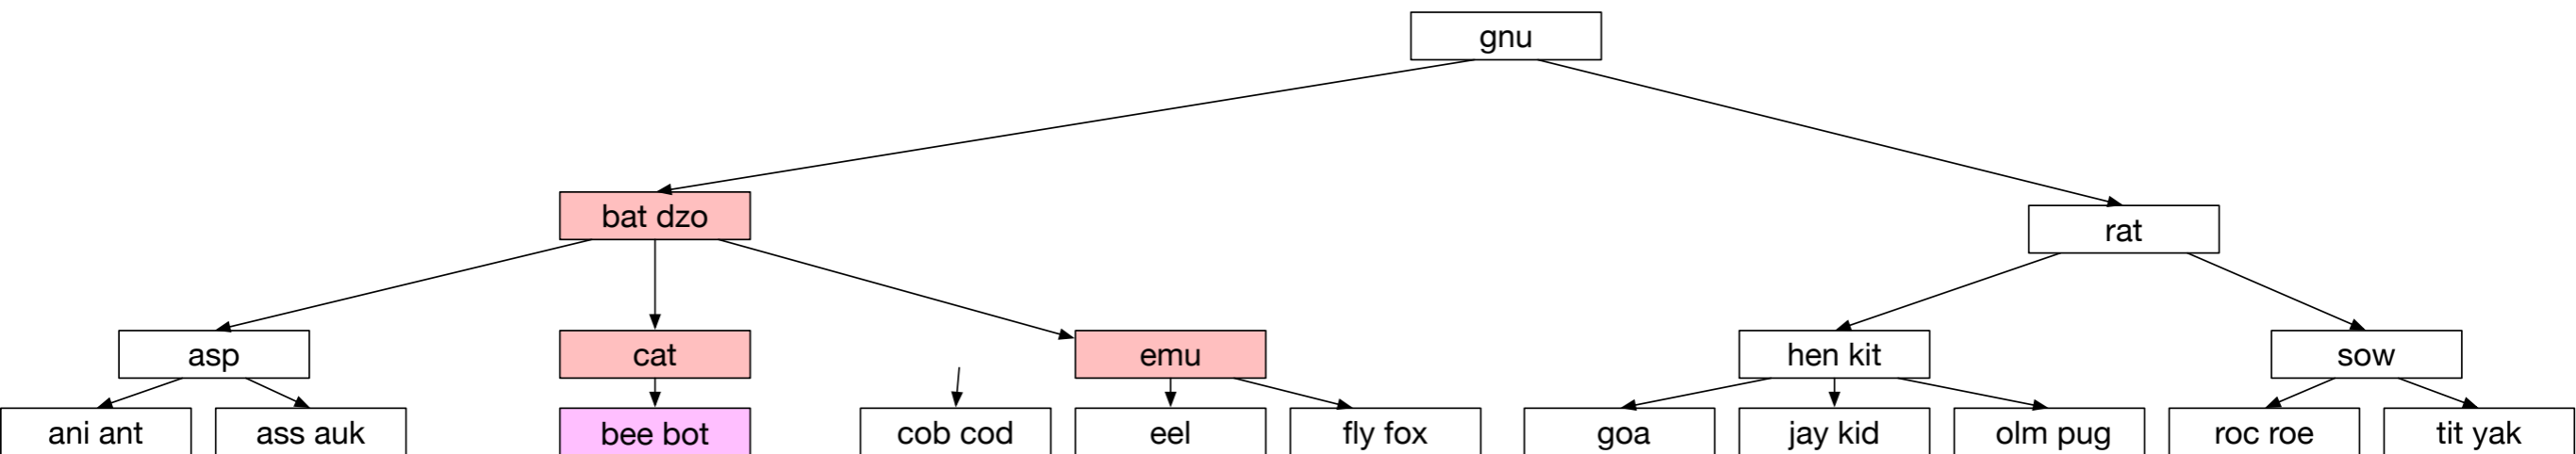 gnu
bat dzo
rat
asp
cat
emu
hen kit
sow
ani ant
ass auk
bee bot
cob cod
eel
fly fox
goa
jay kid
olm pug
roc roe
tit yak